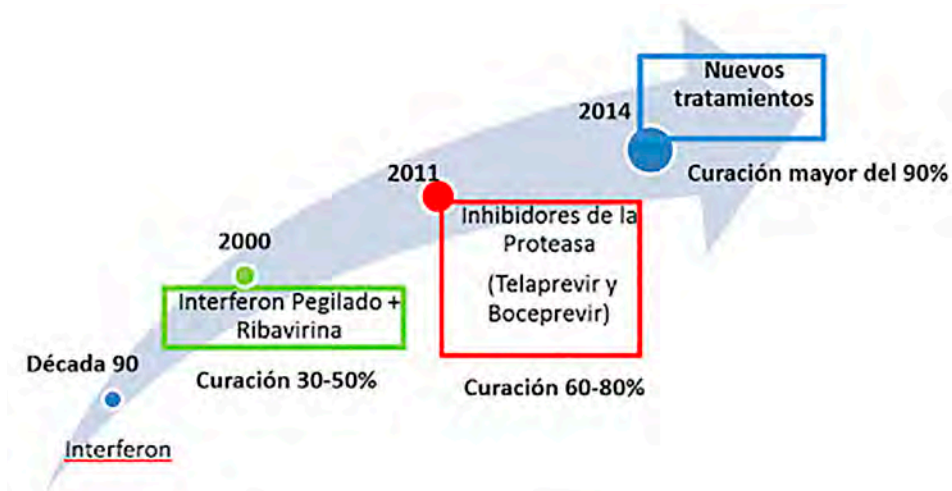 Década 90
Interferon
2000
Interferon Pegilado +
Ribavirina
Curación 30-50%
2011
Inhibidores de la
Proteasa
(Telaprevir y
Boceprevir)
Curación 60-80%
2014
Nuevos
tratamientos
Curación mayor del 90%